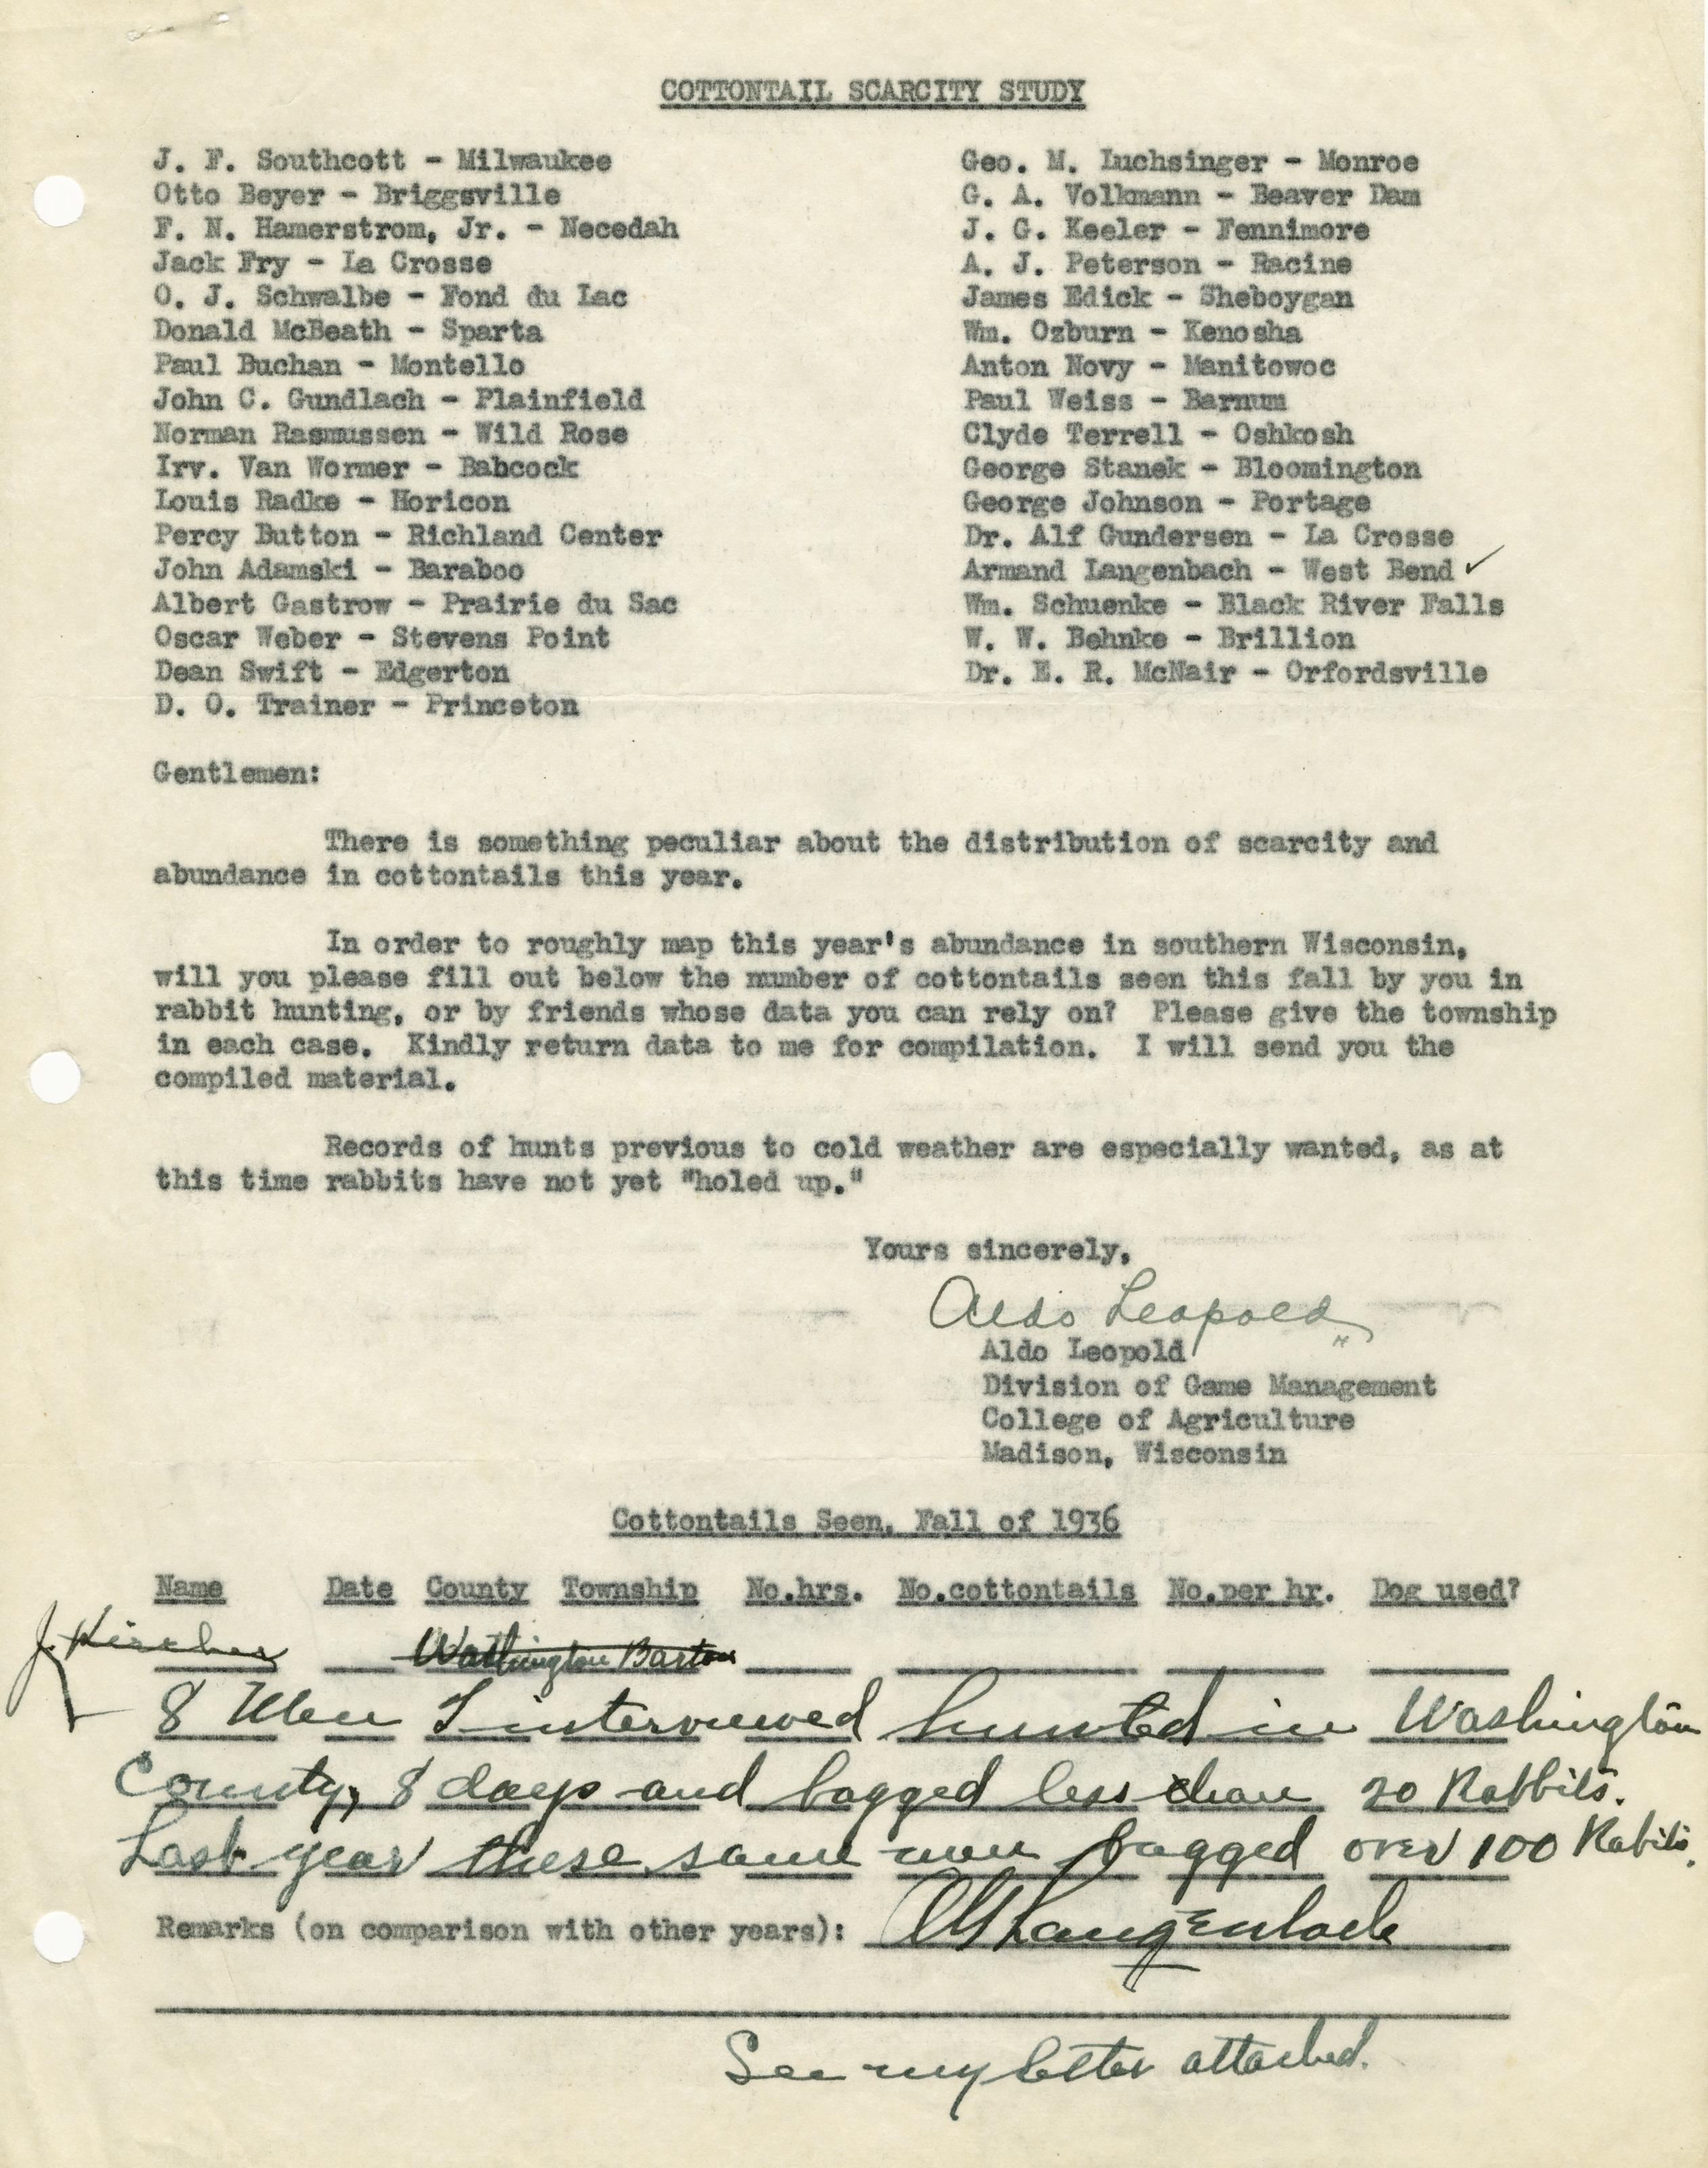 COTTONTAIL SCARCITY STUDY
J. F. Southcott - Milwaukee
Otto Beyer - Briggsville
F. N. Hamerstrom, Jr. - Necedah
Jack Fry - La Crosse
O. J. Schwalbe - Fond du Lac
Donald McBeath - Sparta
Paul Buchan - Montello
John C. Gundlach - Plainfield
Norman Rasmussen - Wild Rose
Irv. Van Wormer - Babcock
Louis Radke - Horicon
Percy Button - Richland Center
John Adamski - Baraboo
Albert Gastrow - Prairie du Sac
Oscar Weber - Stevens Point
Dean Swift - Edgerton
D. O. Trainer - Princeton
Geo. M. Luchsinger - Monroe
G. A. Volkmann - Beaver Dam
J. G. Keeler - Fennimore
A. J. Peterson - Racine
James Edick - Sheboygan
Wm. Ozburn - Kenosha
Anton Novy - Manitowoc
Paul Weiss - Barnum
Clyde Terrell - Oshkosh
George Stanek - Bloomington
George Johnson - Portage
Dr. Alf Gundersen - La Crosse
Armand Langenbach - West Bend ✓
Wm. Schuenke - Black River Falls
W. W. Behnke - Brillion
Dr. E. R. McNair - Orfordsville
Gentlemen:
There is something peculiar about the distribution of scarcity and
abundance in cottontails this year.
In order to roughly map this year's abundance in southern Wisconsin,
will you please fill out below the number of cottontails seen this fall by you in
rabbit hunting, or by friends whose data you can rely on? Please give the township
in each case. Kindly return data to me for compilation. I will send you the
compiled material.
Records of hunts previous to cold weather are especially wanted, as at
this time rabbits have not yet "holed up."
Yours sincerely,
Aldo Leopold
Aldo Leopold
Division of Game Management
College of Agriculture
Madison, Wisconsin
Cottontails Seen, Fall of 1936
Name Date County Township No.hrs. No.cottontails No.per hr. Dog used?
J. Washington Barton
8 Men I interviewed hunted in Washington
County, 8 days and bagged less than 20 Rabbits.
Last year these same men bagged over 100 Rabits.
Remarks (on comparison with other years): AGLangenbach
See my letter attached.